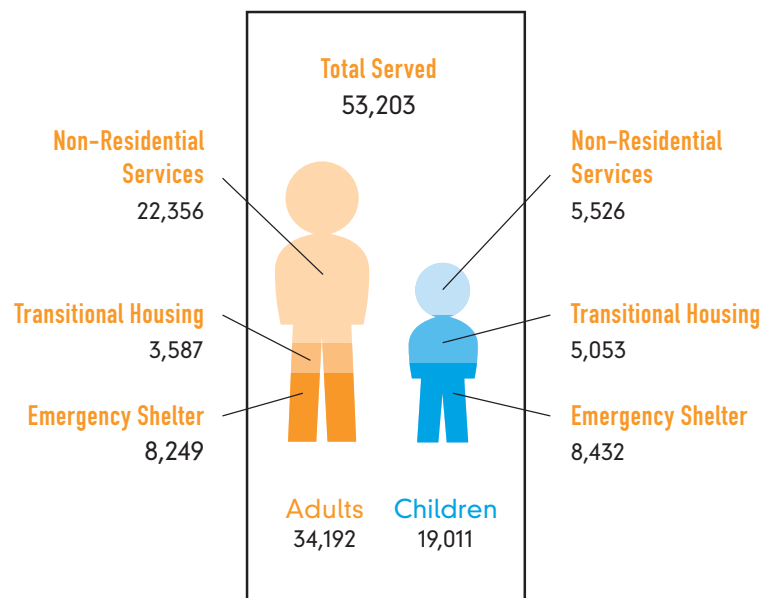 Total Served
53,203
Non-Residential
Services
22,356
Transitional Housing
3,587
Emergency Shelter
8,249
Non-Residential
Services
5,526
Transitional Housing
5,053
Emergency Shelter
8,432
Adults
34,192
Children
19,011